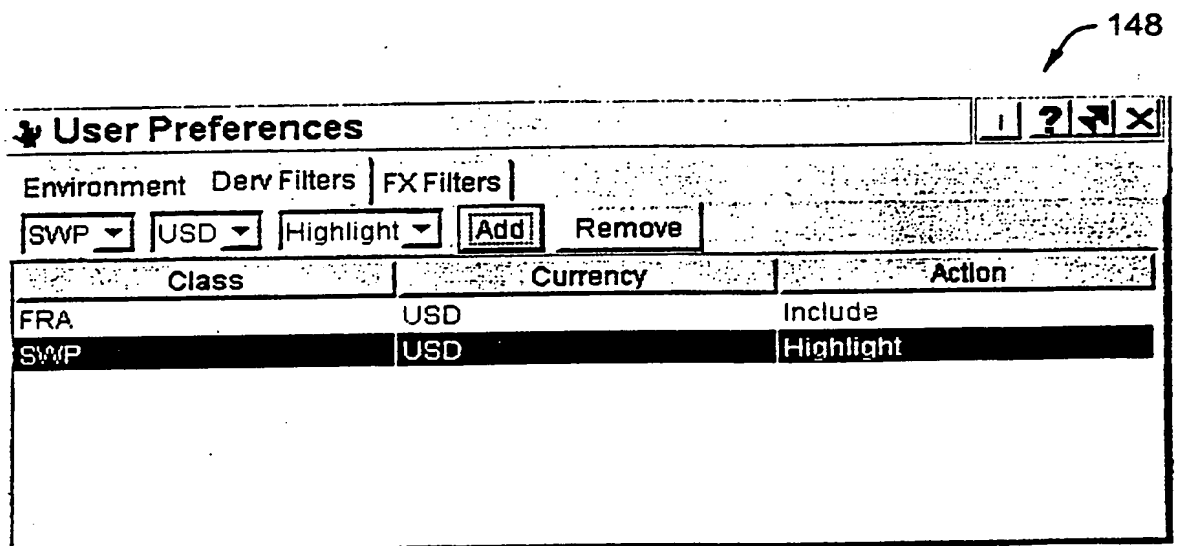 148
User Preferences
Environment Derv Filters FX Filters
SWP USD Highlight Add Remove
Class Currency Action
FRA USD Include
SWP USD Highlight